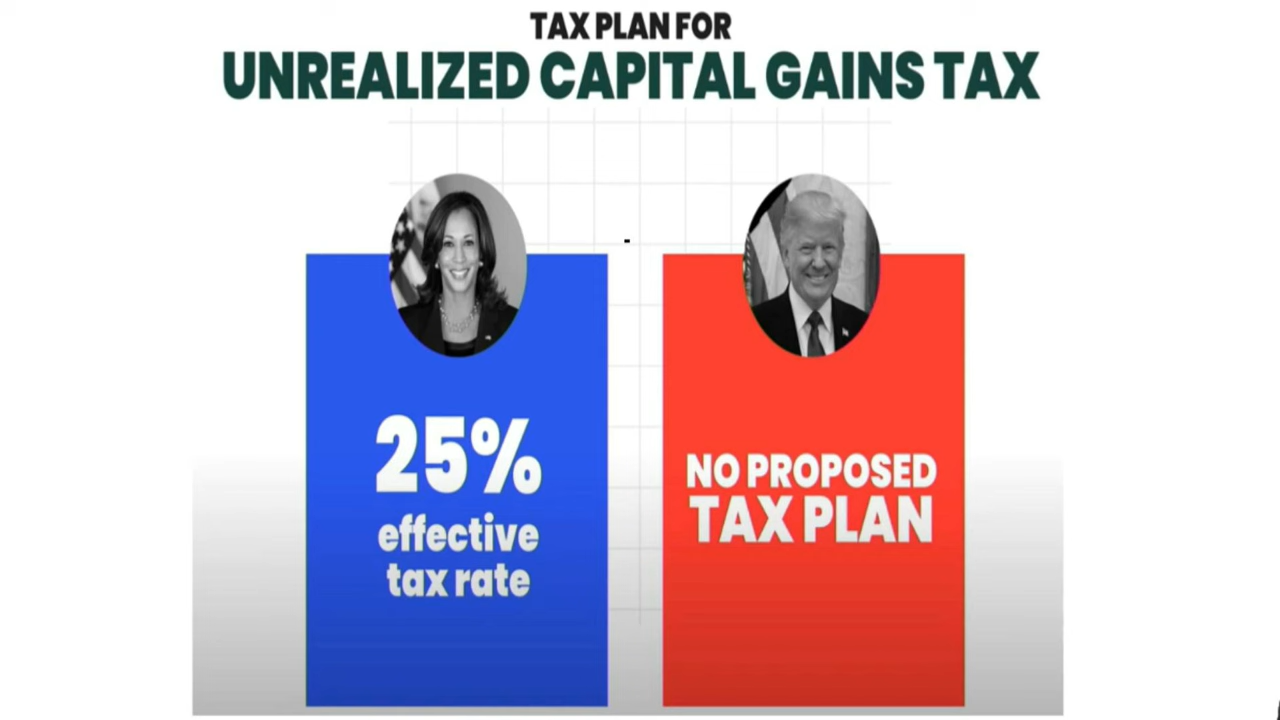 TAX PLAN FOR
UNREALIZED CAPITAL GAINS TAX
25%
effective
tax rate
NO PROPOSED
TAX PLAN